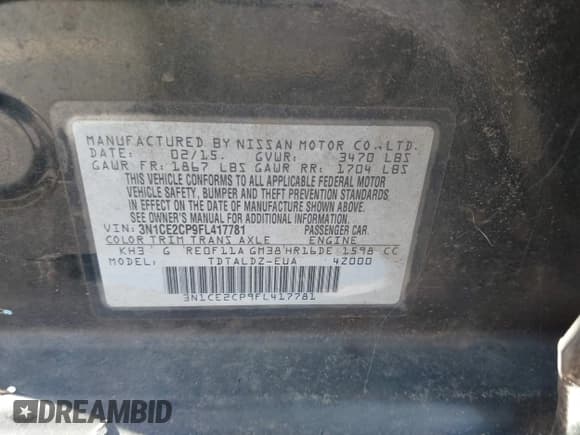 MANUFACTURED BY NISSAN MOTOR CO.,LTD.
DATE: 02/15. GVWR: 3470 LBS
GAWR FR: 1867 LBS GAWR RR: 1704 LBS
THIS VEHICLE CONFORMS TO ALL APPLICABLE FEDERAL MOTOR
VEHICLE SAFETY, BUMPER AND THEFT PREVENTION STANDARDS
IN EFFECT ON THE DATE OF MANUFACTURE SHOWN ABOVE.
SEE OWNER'S MANUAL FOR ADDITIONAL INFORMATION.
VIN: 3N1CE2CP9FL417781 PASSENGER CAR
COLOR TRIM TRANS AXLE ENGINE
KH3 G RE0F11A GM38 HR16DE 1598 CC
MODEL: TDTALDZ-EUA 42000
3N1CE2CP9FL417781
DREAMBID